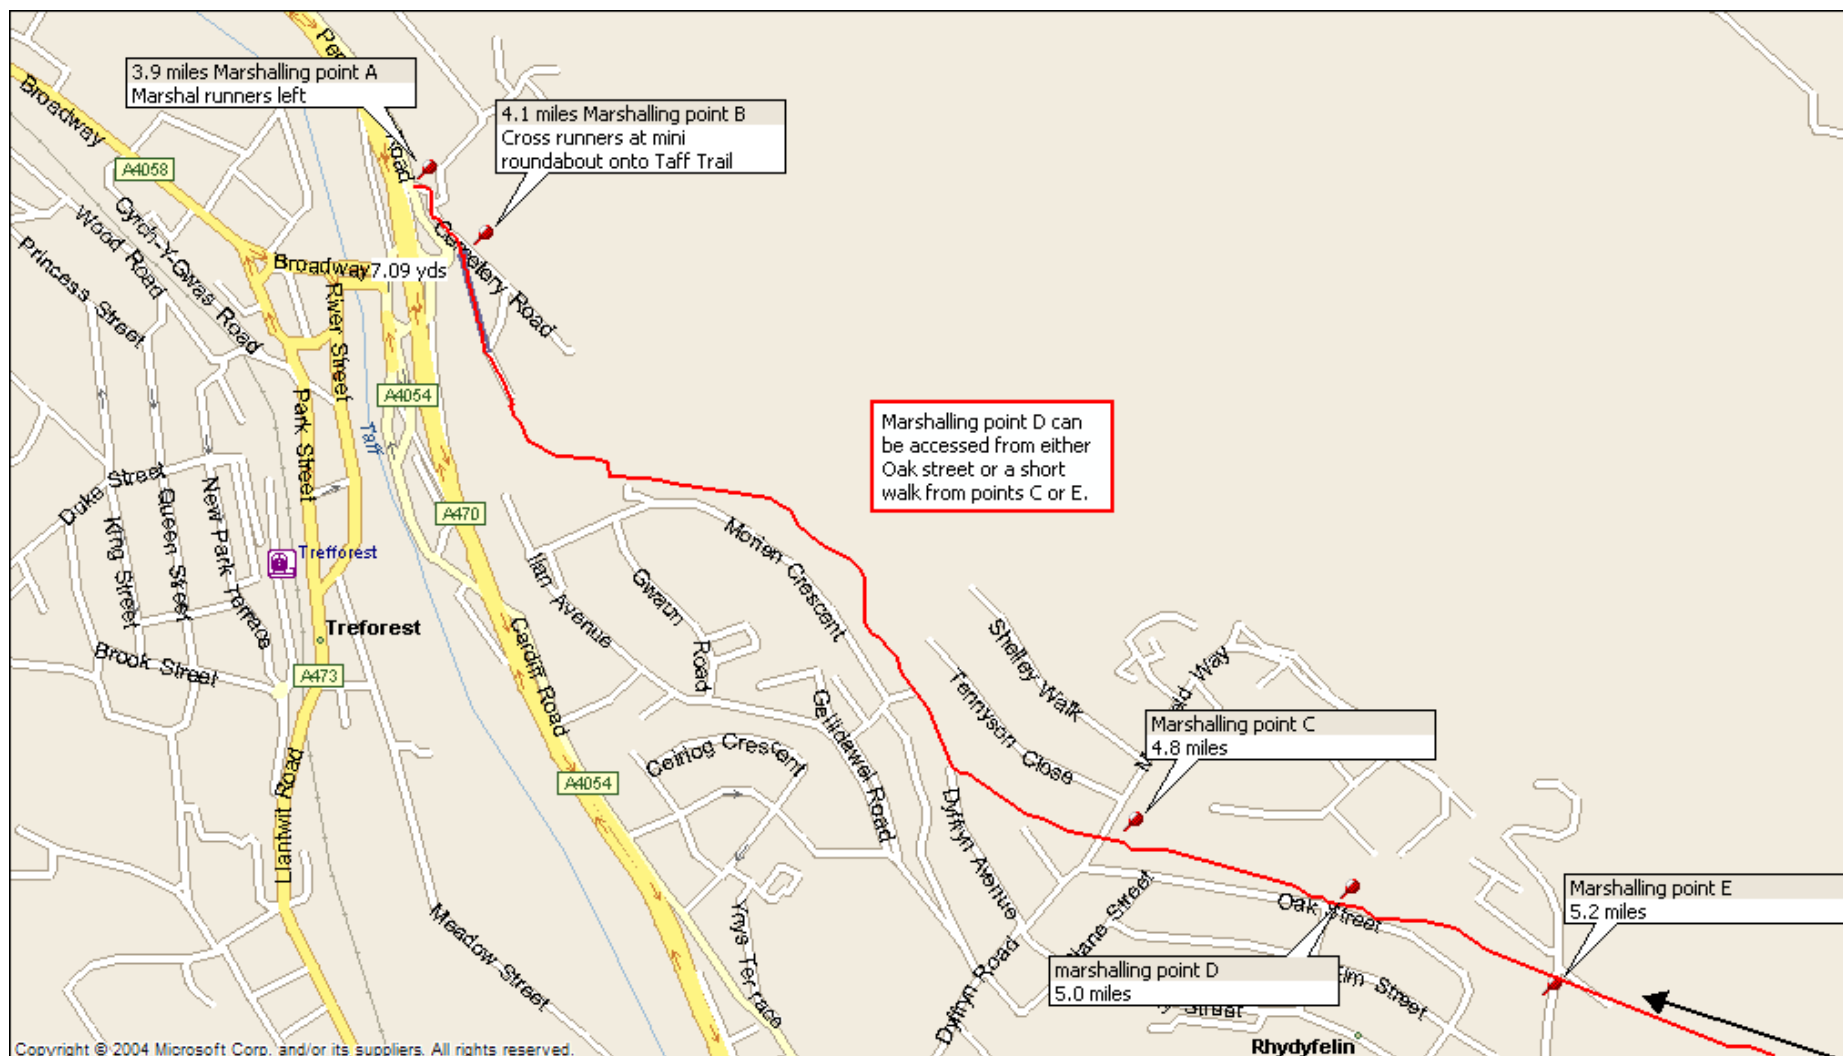 3.9 miles Marshalling point A
Marshal runners left
4.1 miles Marshalling point B
Cross runners at mini
roundabout onto Taff Trail
Broadway
A4058
Road
Cyfch-Y-Gwas Road
Wood Road
Princess Street
Cemetery Road
Broadway
7.09 yds
River Street
Park Street
A4054
Taff
Marshalling point D can
be accessed from either
Oak street or a short
walk from points C or E.
Duke Street
King Street
Queen Street
New Park Terrace
A470
Trefforest
Treforest
Brook Street
A473
Ilan Avenue
Gwaun Road
Morien Crescent
Cardiff Road
Shelley Walk
Tennyson Close
Way
Gellidawel Road
Ceiriog Crescent
A4054
Marshalling point C
4.8 miles
Llantwit Road
Dyffryn Avenue
Meadow Street
Ynys Terrace
Oak Street
Marshalling point E
5.2 miles
marshalling point D
5.0 miles
Dyffryn Road
Street
Elm Street
Street
Rhydyfelin
Copyright © 2004 Microsoft Corp. and/or its suppliers. All rights reserved.